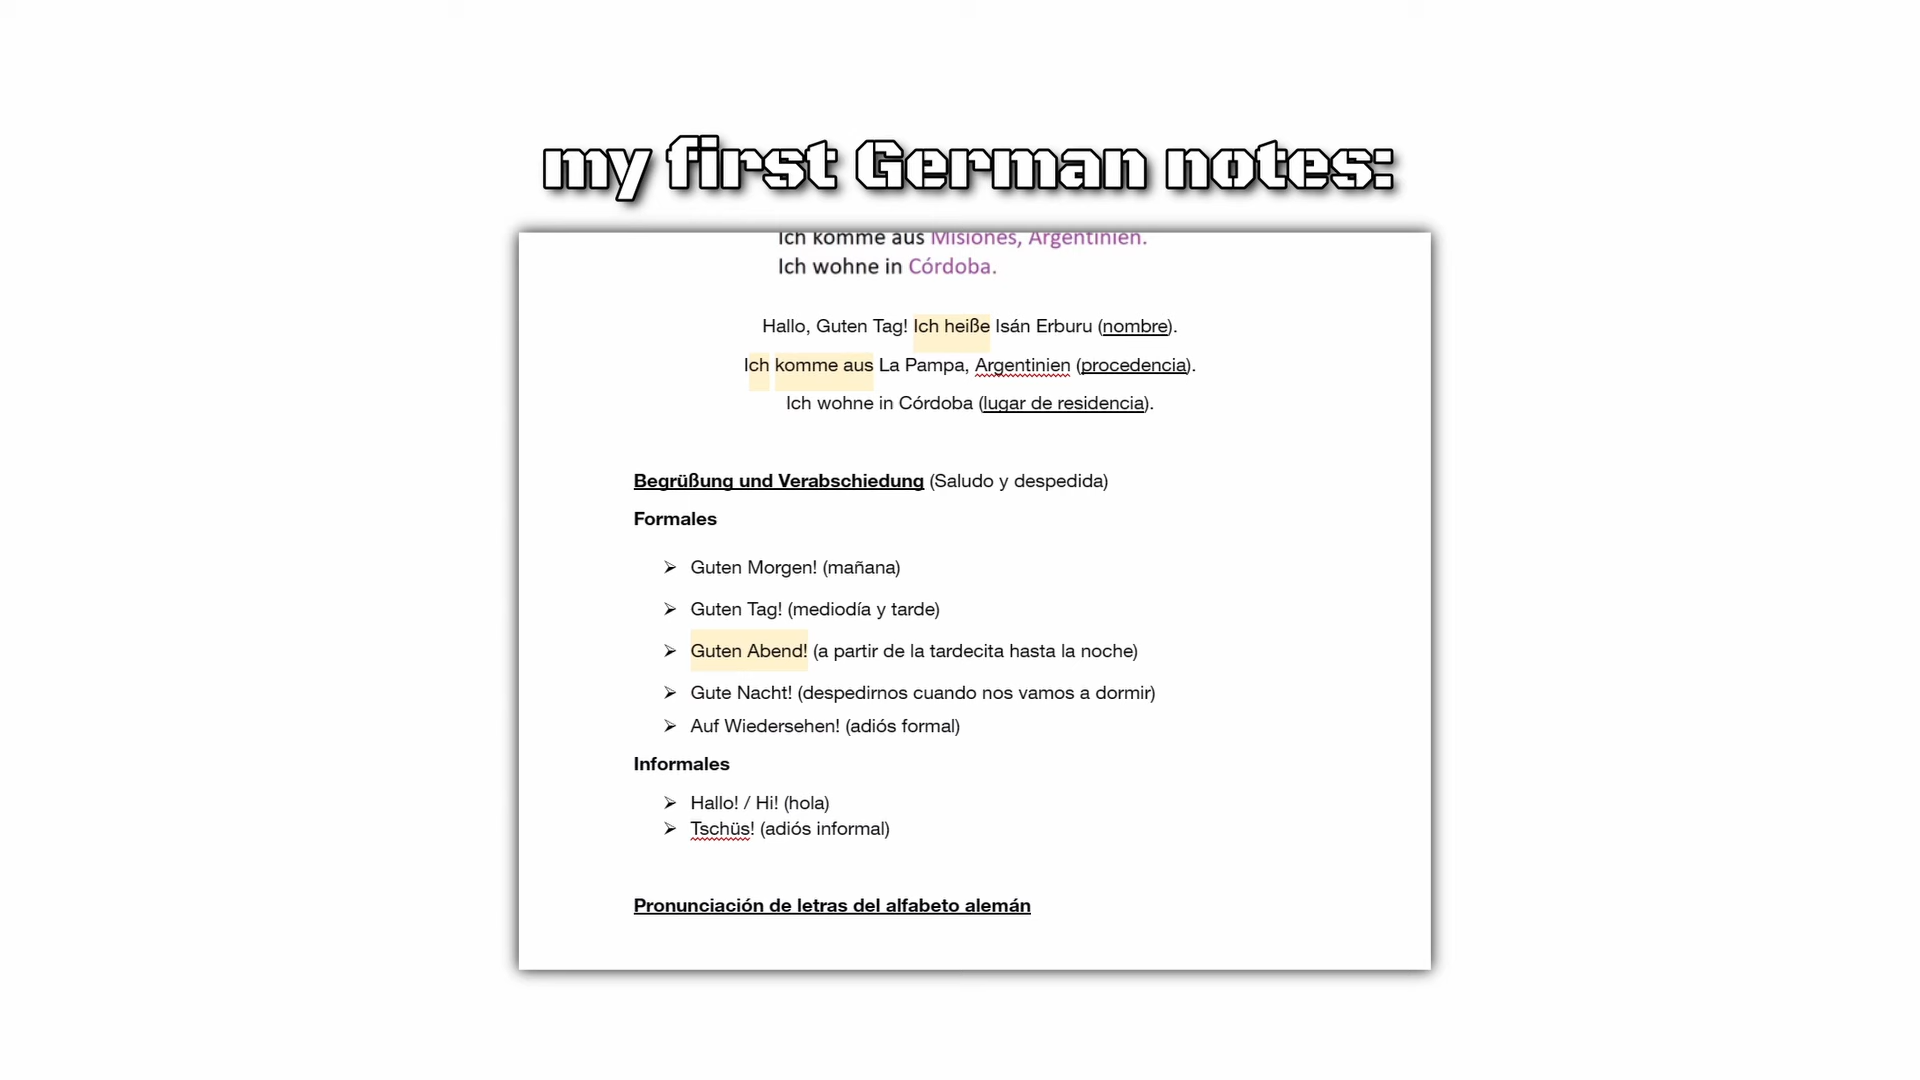 my first German notes:
Ich komme aus Misiones, Argentinien.
Ich wohne in Córdoba.
Hallo, Guten Tag! Ich heiße Isán Erburu (nombre).
Ich komme aus La Pampa, Argentinien (procedencia).
Ich wohne in Córdoba (lugar de residencia).
Begrüßung und Verabschiedung (Saludo y despedida)
Formales
➢ Guten Morgen! (mañana)
➢ Guten Tag! (mediodía y tarde)
➢ Guten Abend! (a partir de la tardecita hasta la noche)
➢ Gute Nacht! (despedirnos cuando nos vamos a dormir)
➢ Auf Wiedersehen! (adiós formal)
Informales
➢ Hallo! / Hi! (hola)
➢ Tschüs! (adiós informal)
Pronunciación de letras del alfabeto alemán